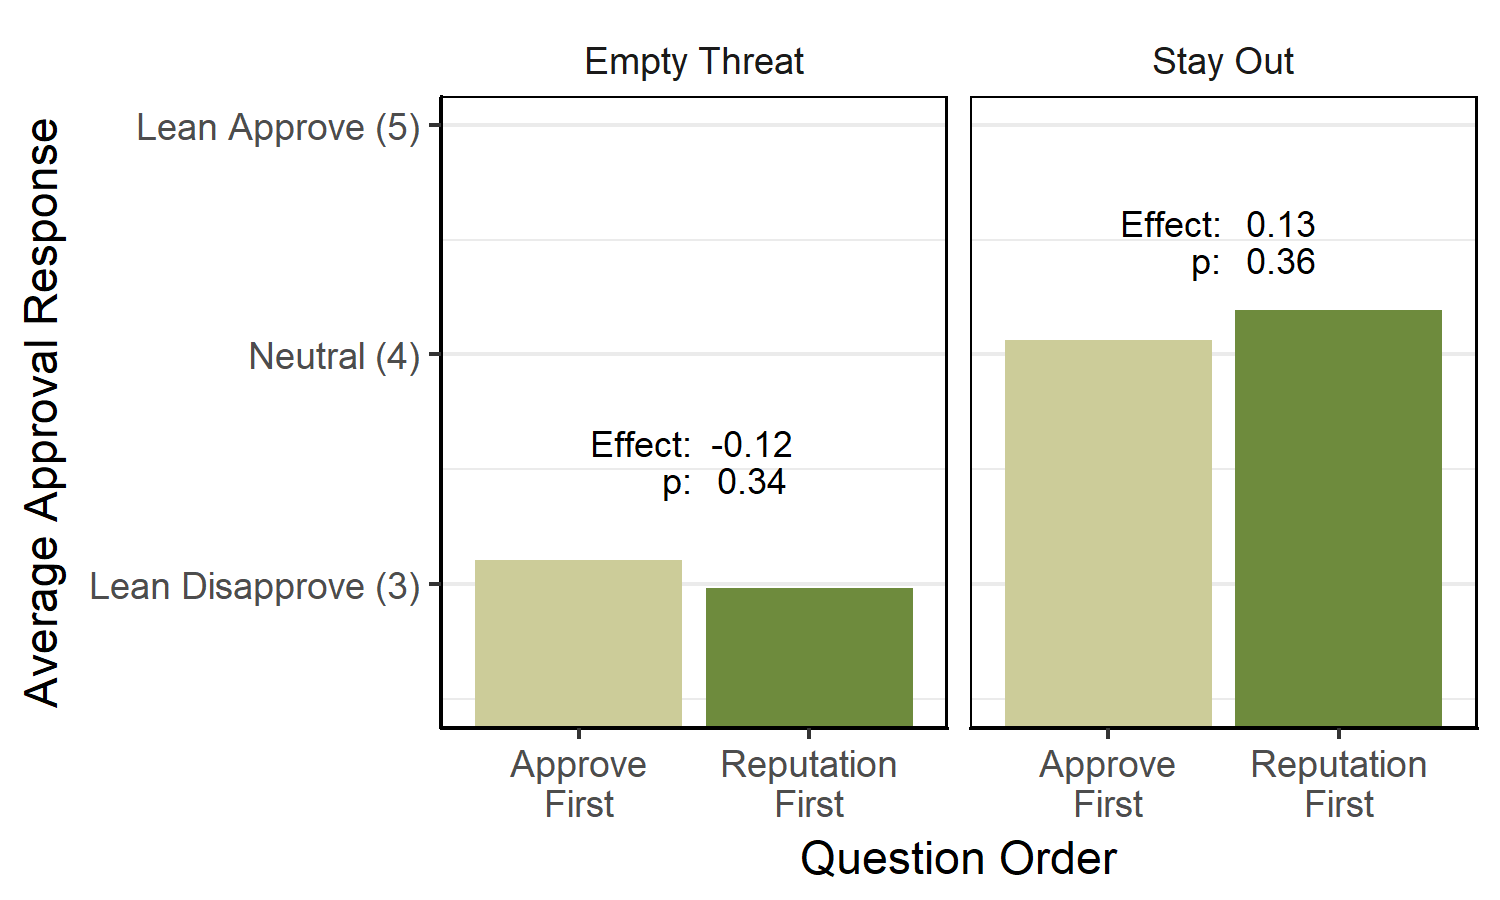 Empty Threat
Stay Out
Average Approval Response
Lean Approve (5)
Neutral (4)
Lean Disapprove (3)
Effect: -0.12
p: 0.34
Effect: 0.13
p: 0.36
Approve
First
Reputation
First
Approve
First
Reputation
First
Question Order